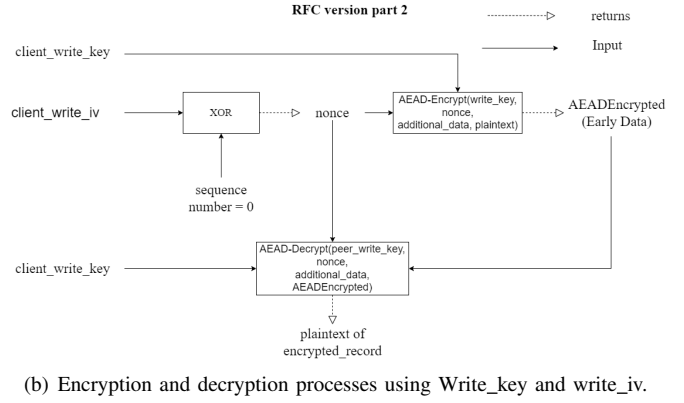 RFC version part 2
returns
Input
client_write_key
client_write_iv
XOR
nonce
AEAD-Encrypt(write_key,
nonce,
additional_data, plaintext)
AEADEncrypted
(Early Data)
sequence
number = 0
client_write_key
AEAD-Decrypt(peer_write_key,
nonce,
additional_data,
AEADEncrypted)
plaintext of
encrypted_record
(b) Encryption and decryption processes using Write_key and write_iv.